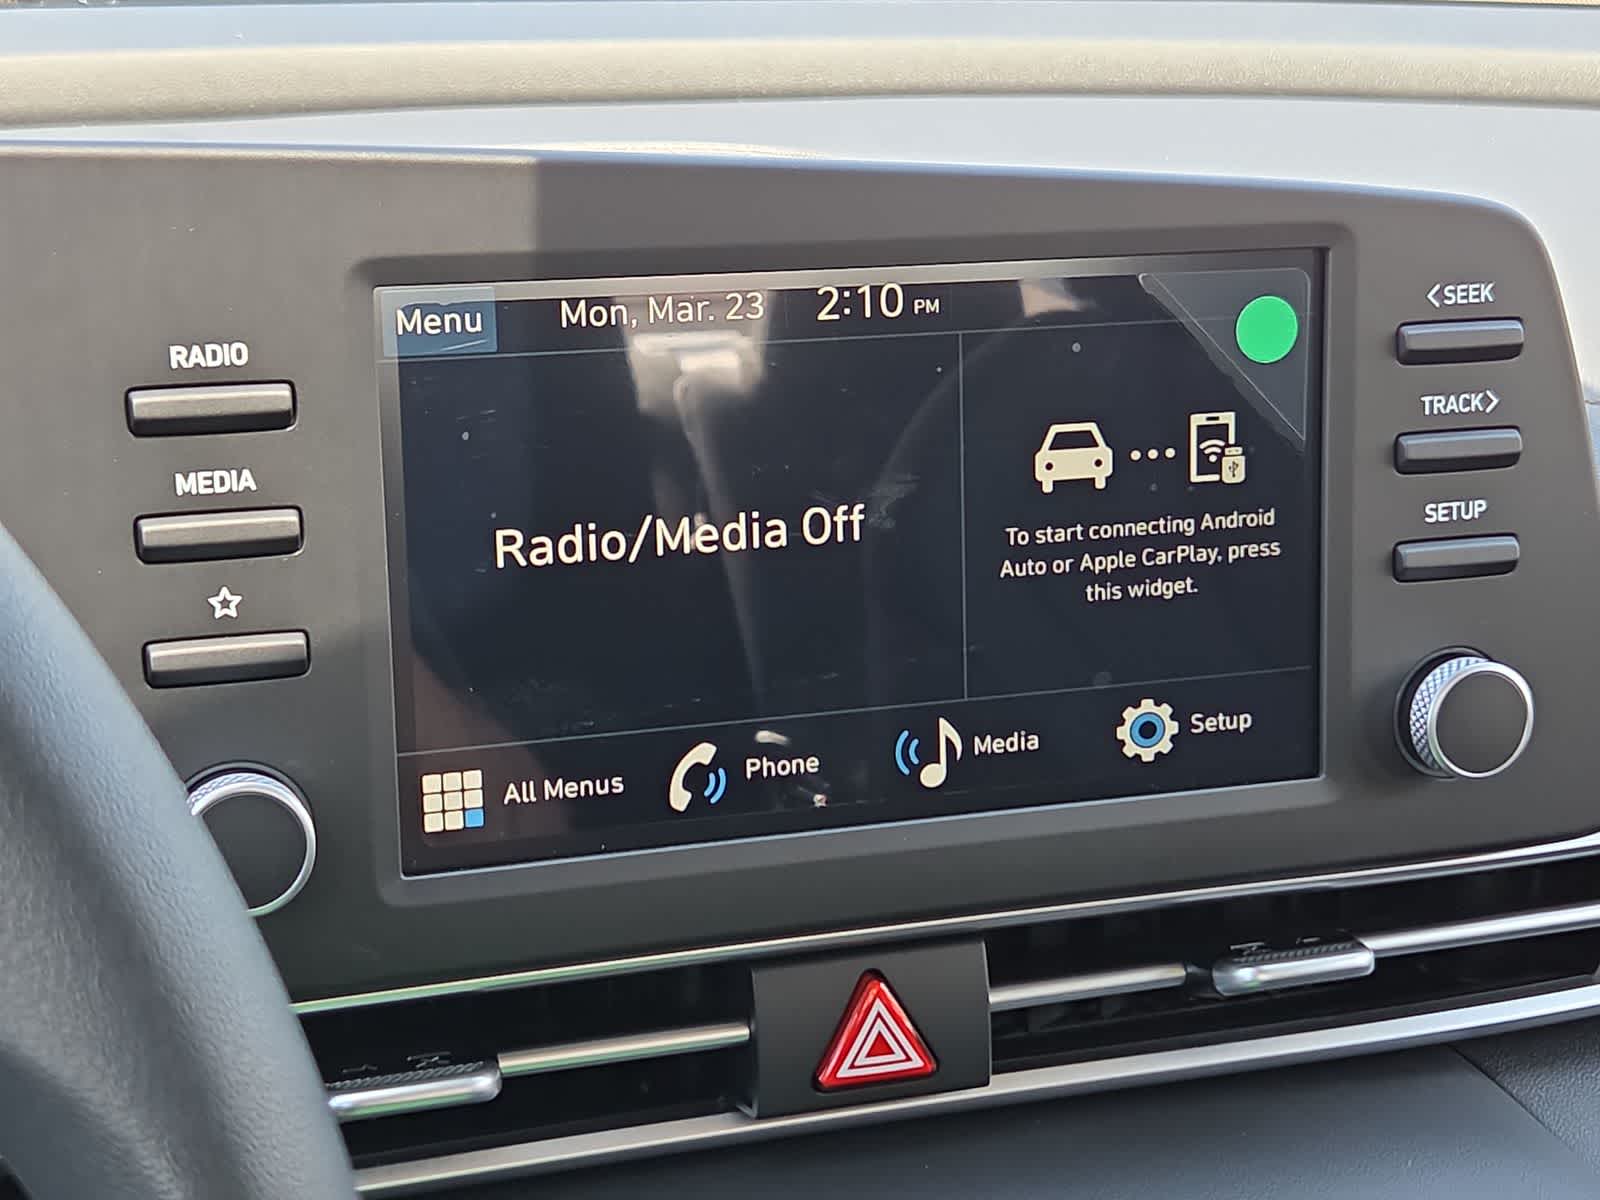 Menu
Mon, Mar. 23
2:10 PM
<SEEK
RADIO
TRACK>
MEDIA
Radio/Media Off
To start connecting Android
Auto or Apple CarPlay, press
this widget.
SETUP
All Menus
Phone
Media
Setup